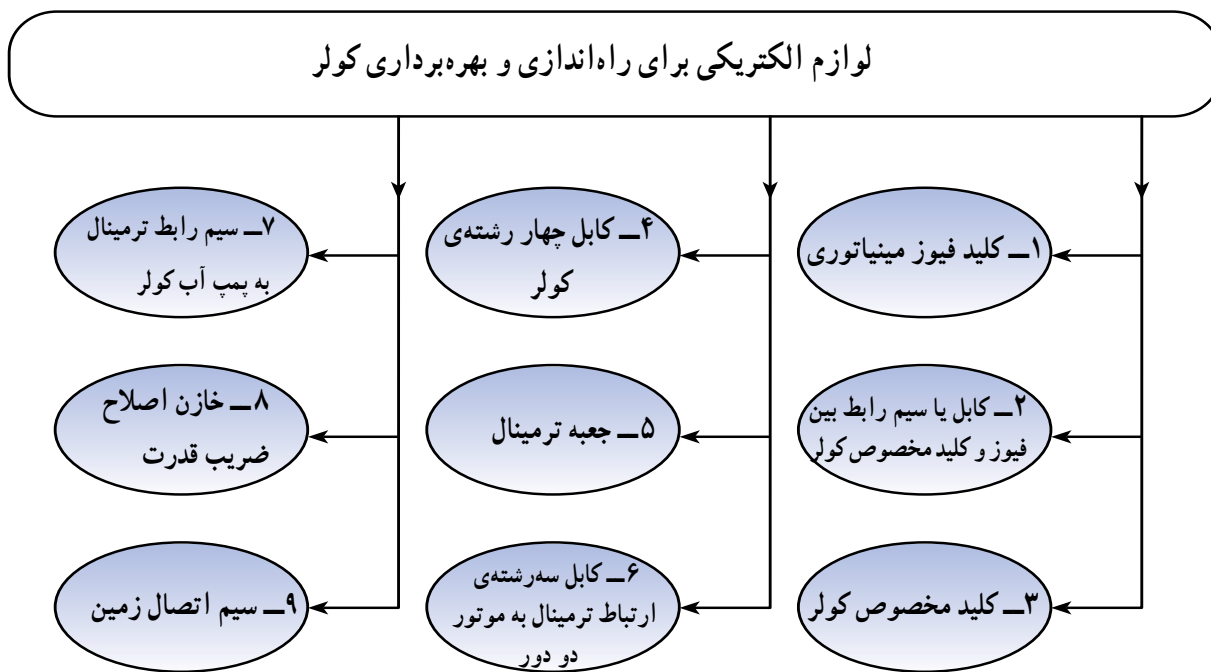 لوازم الکتریکی برای راه‌اندازی و بهره‌برداری کولر
۱ــ کلید فیوز مینیاتوری
۲ــ کابل یا سیم رابط بین
فیوز و کلید مخصوص کولر
۳ــ کلید مخصوص کولر
۴ــ کابل چهار رشته‌ی
کولر
۵ــ جعبه ترمینال
۶ــ کابل سه‌رشته‌ی
ارتباط ترمینال به موتور
دو دور
۷ــ سیم رابط ترمینال
به پمپ آب کولر
۸ــ خازن اصلاح
ضریب قدرت
۹ــ سیم اتصال زمین